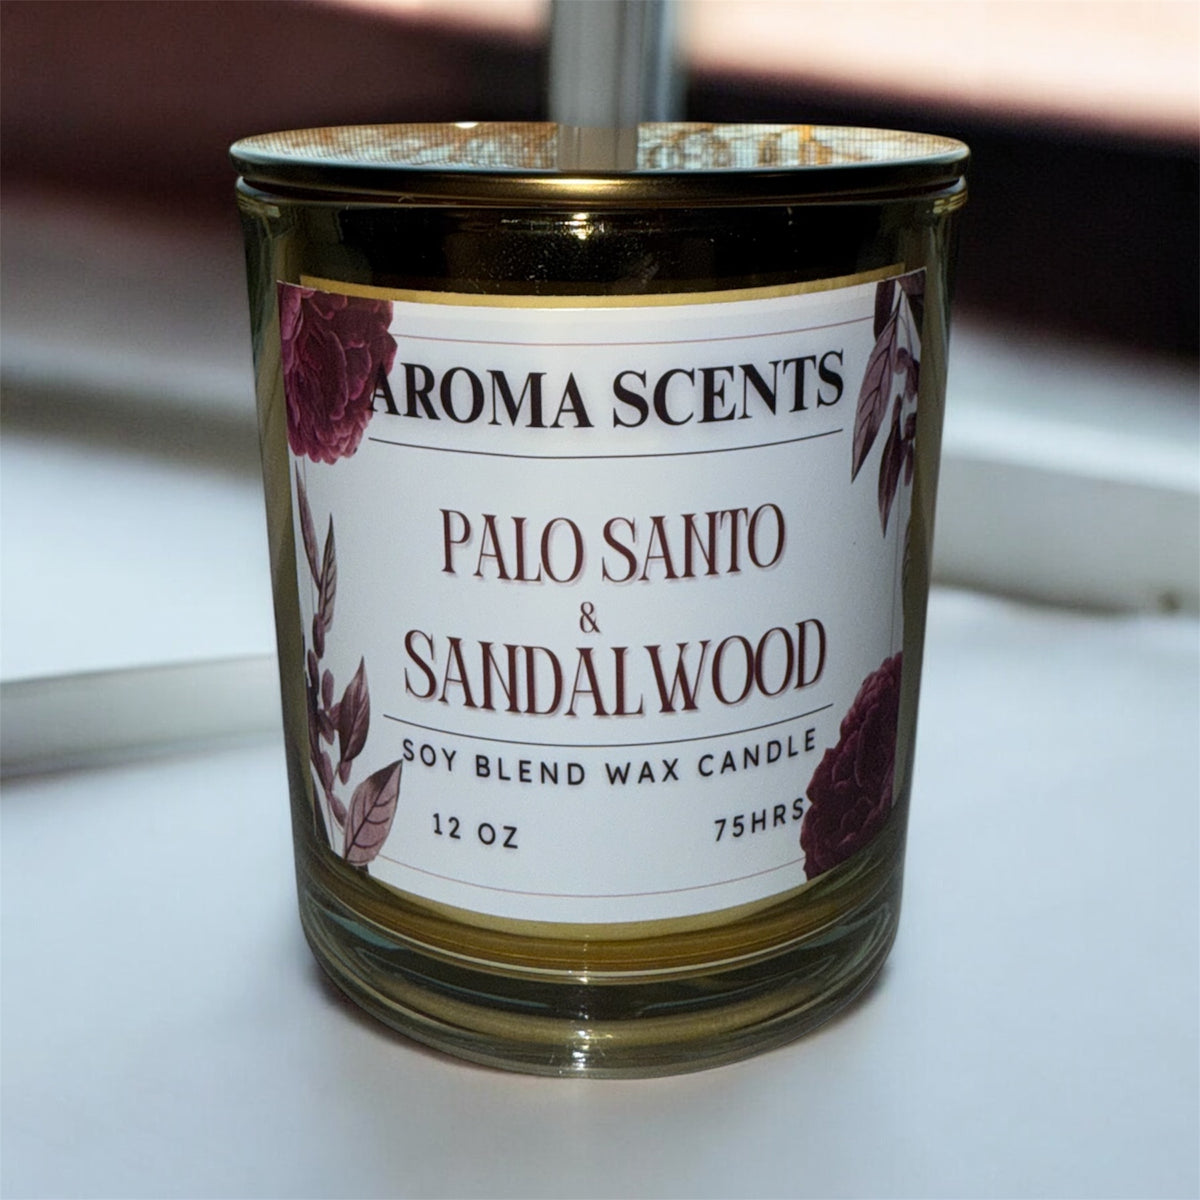 AROMA SCENTS
PALO SANTO
&
SANDALWOOD
SOY BLEND WAX CANDLE
12 OZ 75HRS